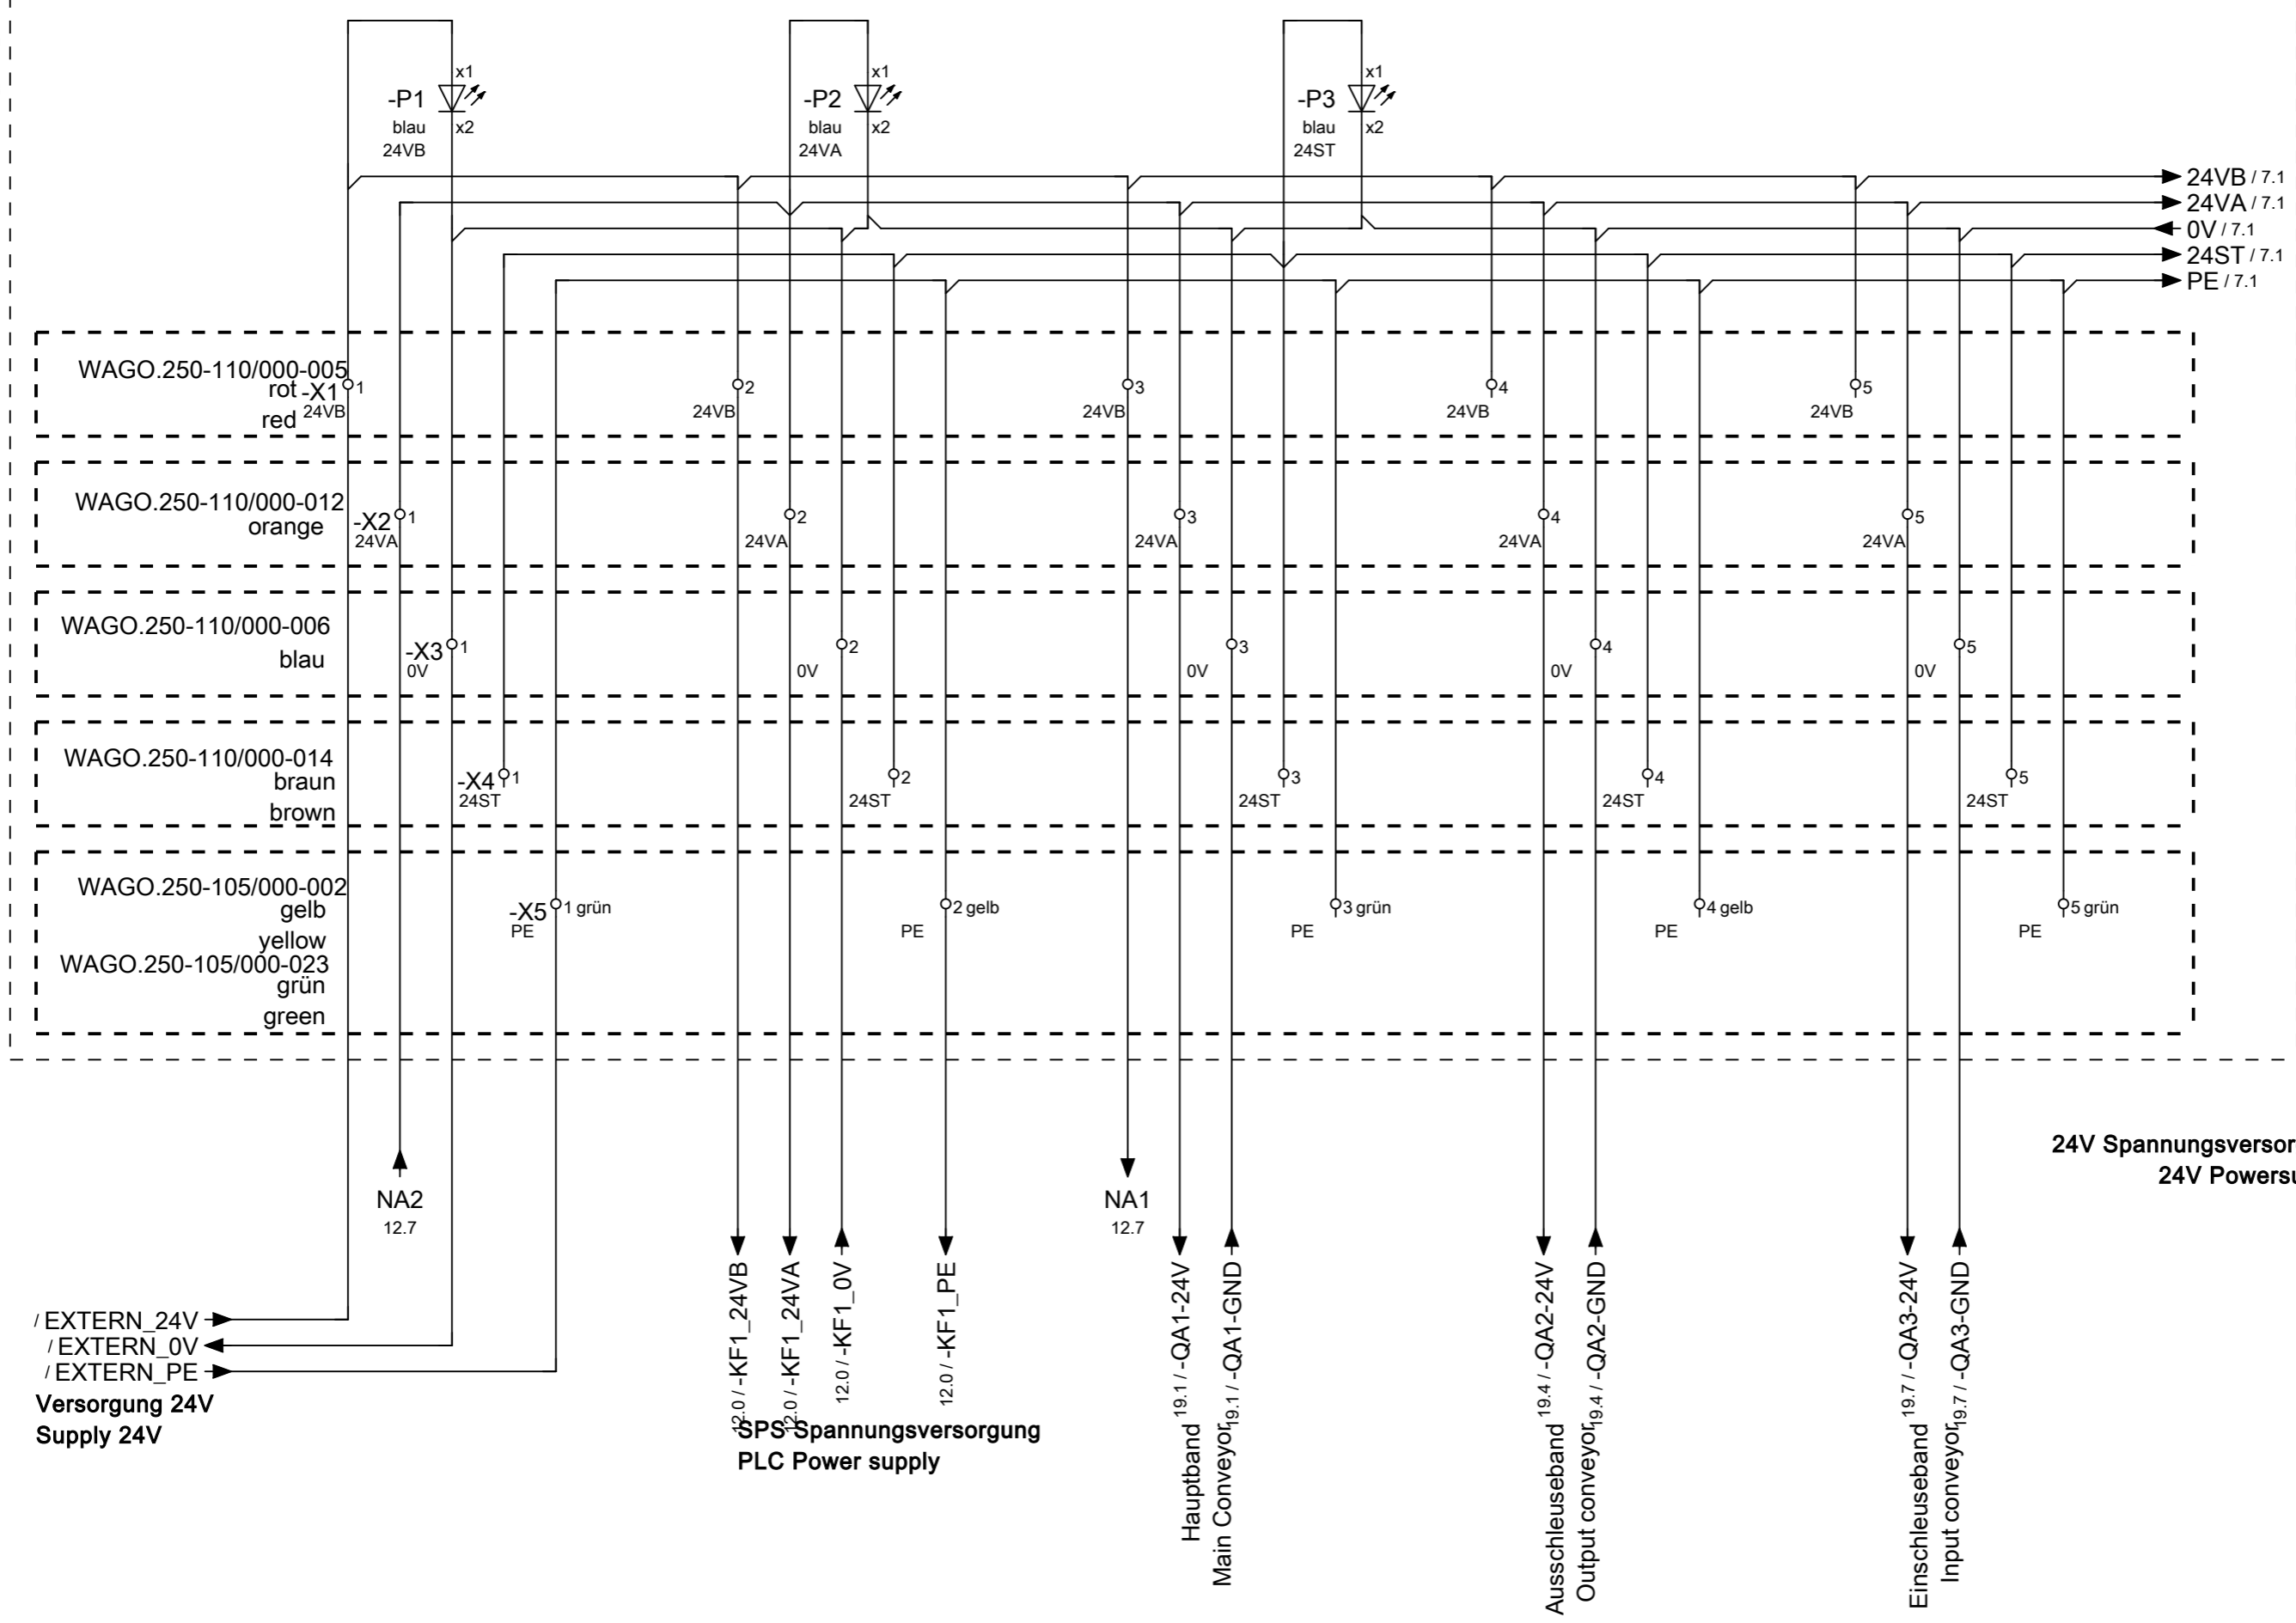 x1
-P1
blau
x2
24VB
x1
-P2
blau
x2
24VA
x1
-P3
blau
x2
24ST
24VB / 7.1
24VA / 7.1
0V / 7.1
24ST / 7.1
PE / 7.1
WAGO.250-110/000-005
rot
red
-X1
24VB
1
2
24VB
3
24VB
4
24VB
5
24VB
WAGO.250-110/000-012
orange
-X2
24VA
1
2
24VA
3
24VA
4
24VA
5
24VA
WAGO.250-110/000-006
blau
-X3
0V
1
2
0V
3
0V
4
0V
5
0V
WAGO.250-110/000-014
braun
brown
-X4
24ST
1
2
24ST
3
24ST
4
24ST
5
24ST
WAGO.250-105/000-002
gelb
yellow
WAGO.250-105/000-023
grün
green
-X5
PE
1 grün
2 gelb
PE
3 grün
PE
4 gelb
PE
5 grün
PE
24V Spannungsversor
24V Powersu
NA2
12.7
NA1
12.7
/ EXTERN_24V
/ EXTERN_0V
/ EXTERN_PE
Versorgung 24V
Supply 24V
12.0 / -KF1_24VB
12.0 / -KF1_24VA
12.0 / -KF1_0V
12.0 / -KF1_PE
SPS Spannungsversorgung
PLC Power supply
19.1 / -QA1-24V
19.1 / -QA1-GND
Hauptband
Main Conveyor
19.4 / -QA2-24V
19.4 / -QA2-GND
Ausschleuseband
Output conveyor
19.7 / -QA3-24V
19.7 / -QA3-GND
Einschleuseband
Input conveyor